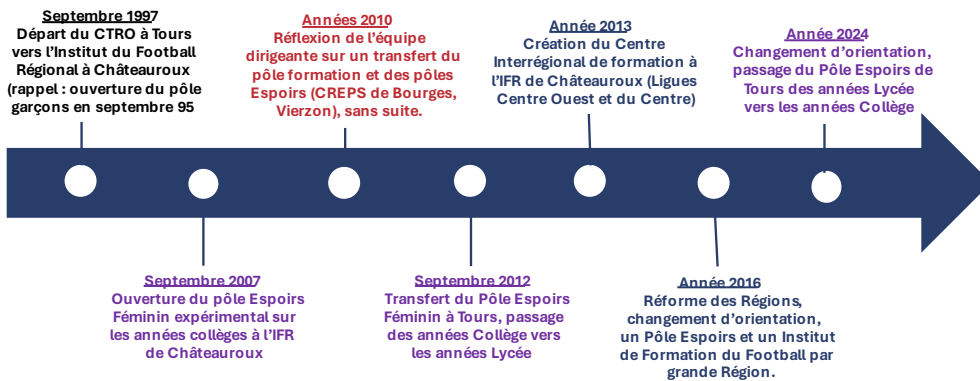 Septembre 1997
Départ du CTRO à Tours
vers l’Institut du Football
Régional à Châteauroux
(rappel : ouverture du pôle
garçons en septembre 95
Années 2010
Réflexion de l’équipe
dirigeante sur un transfert du
pôle formation et des pôles
Espoirs (CREPS de Bourges,
Vierzon), sans suite.
Année 2013
Création du Centre
Interrégional de formation à
l’IFR de Châteauroux (Ligues
Centre Ouest et du Centre)
Année 2024
Changement d’orientation,
passage du Pôle Espoirs de
Tours des années Lycée
vers les années Collège
Septembre 2007
Ouverture du pôle Espoirs
Féminin expérimental sur
les années collèges à l’IFR
de Châteauroux
Septembre 2012
Transfert du Pôle Espoirs
Féminin à Tours, passage
des années Collège vers
les années Lycée
Année 2016
Réforme des Régions,
changement d’orientation,
un Pôle Espoirs et un Institut
de Formation du Football par
grande Région.